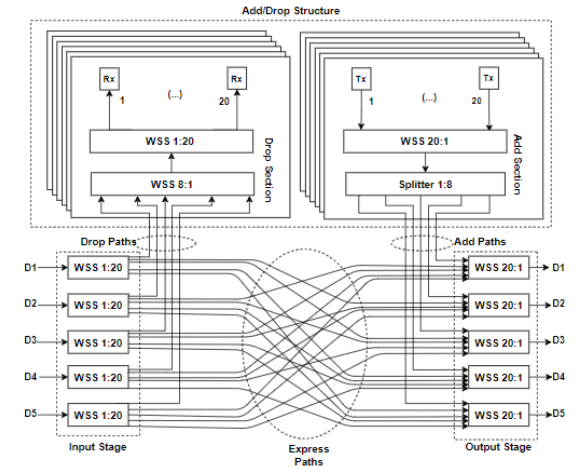 Add/Drop Structure
Rx
Rx
1
(...)
20
WSS 1:20
WSS 8:1
Drop Section
Tx
Tx
1
(...)
20
WSS 20:1
Splitter 1:8
Add Section
Drop Paths
Add Paths
D1
WSS 1:20
WSS 20:1
D1
D2
WSS 1:20
WSS 20:1
D2
D3
WSS 1:20
WSS 20:1
D3
D4
WSS 1:20
WSS 20:1
D4
D5
WSS 1:20
WSS 20:1
D5
Input Stage
Express
Paths
Output Stage